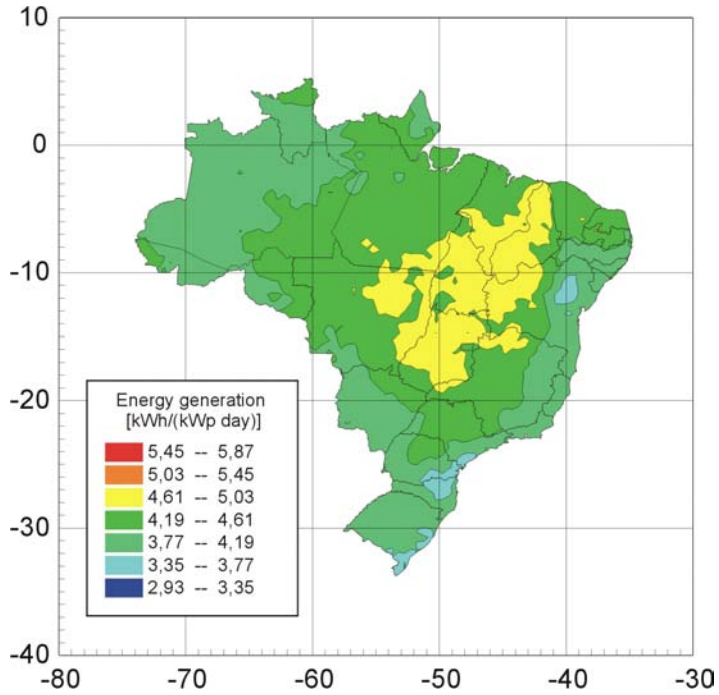 10
0
-10
-20
-30
-40
Energy generation
[kWh/(kWp day)]
5,45 -- 5,87
5,03 -- 5,45
4,61 -- 5,03
4,19 -- 4,61
3,77 -- 4,19
3,35 -- 3,77
2,93 -- 3,35
-80 -70 -60 -50 -40 -30